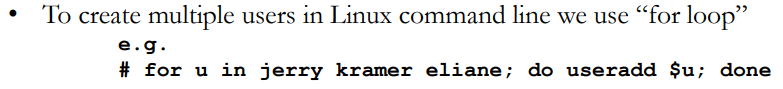 • To create multiple users in Linux command line we use “for loop”
e.g.
# for u in jerry kramer eliane; do useradd $u; done